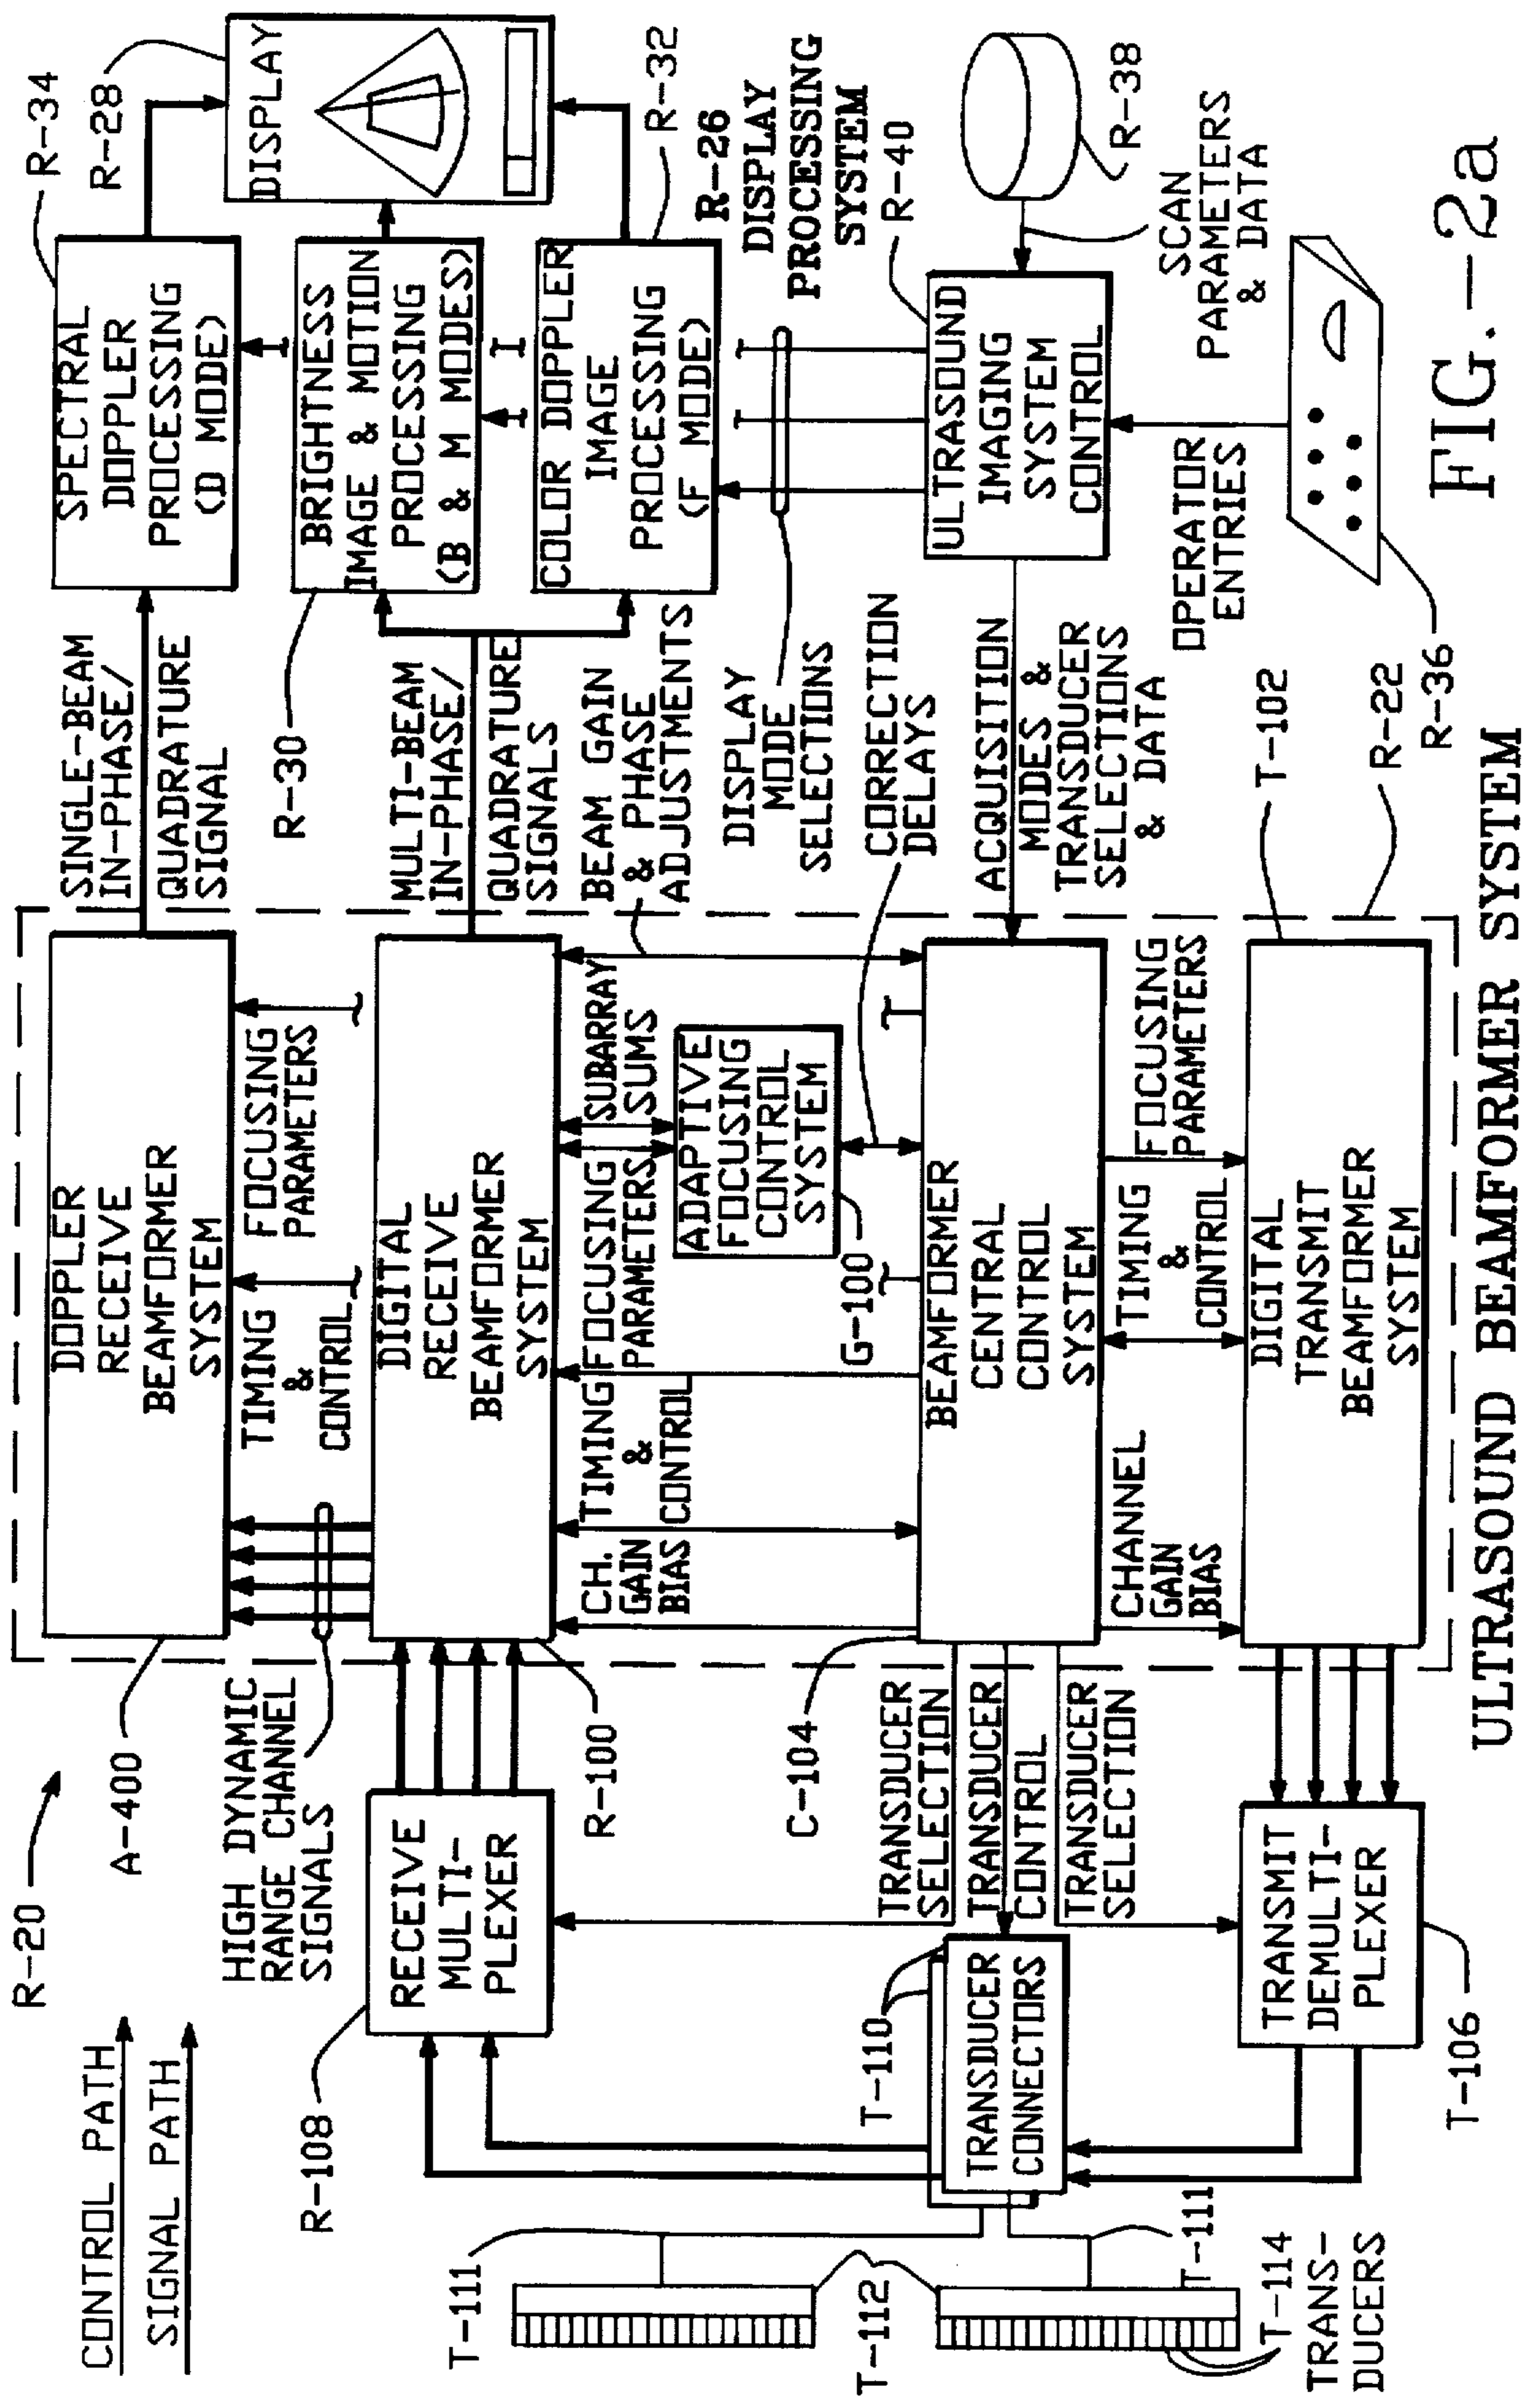 CONTROL PATH
SIGNAL PATH
R-20
A-400
HIGH DYNAMIC
RANGE CHANNEL
SIGNALS
DOPPLER
RECEIVE
BEAMFORMER
SYSTEM
SINGLE-BEAM
IN-PHASE/
QUADRATURE
SIGNAL
SPECTRAL
DOPPLER
PROCESSING
(D MODE)
R-34
R-28
DISPLAY
TIMING
&
CONTROL
FOCUSING
PARAMETERS
R-108
RECEIVE
MULTI-
PLEXER
R-100
DIGITAL
RECEIVE
BEAMFORMER
SYSTEM
MULTI-BEAM
IN-PHASE/
QUADRATURE
SIGNALS
R-30
BRIGHTNESS
IMAGE & MOTION
PROCESSING
(B & M MODES)
COLOR DOPPLER
IMAGE
PROCESSING
(F MODE)
R-32
R-26
DISPLAY
PROCESSING
SYSTEM
CH.
GAIN
BIAS
TIMING
&
CONTROL
FOCUSING
PARAMETERS
SUBARRAY
SUMS
BEAM GAIN
& PHASE
ADJUSTMENTS
ADAPTIVE
FOCUSING
CONTROL
SYSTEM
G-100
DISPLAY
MODE
SELECTIONS
CORRECTION
DELAYS
R-40
C-104
BEAMFORMER
CENTRAL
CONTROL
SYSTEM
ACQUISITION
MODES &
TRANSDUCER
SELECTIONS
& DATA
ULTRASOUND
IMAGING
SYSTEM
CONTROL
R-38
SCAN
PARAMETERS
& DATA
OPERATOR
ENTRIES
R-36
TRANSDUCER
SELECTION
TRANSDUCER
CONTROL
TRANSDUCER
SELECTION
T-110
TRANSDUCER
CONNECTORS
T-111
T-112
T-111
T-114
TRANS-
DUCERS
CHANNEL
GAIN
BIAS
TIMING
&
CONTROL
FOCUSING
PARAMETERS
T-102
R-22
TRANSMIT
DEMULTI-
PLEXER
T-106
DIGITAL
TRANSMIT
BEAMFORMER
SYSTEM
ULTRASOUND BEAMFORMER SYSTEM
FIG.-2a